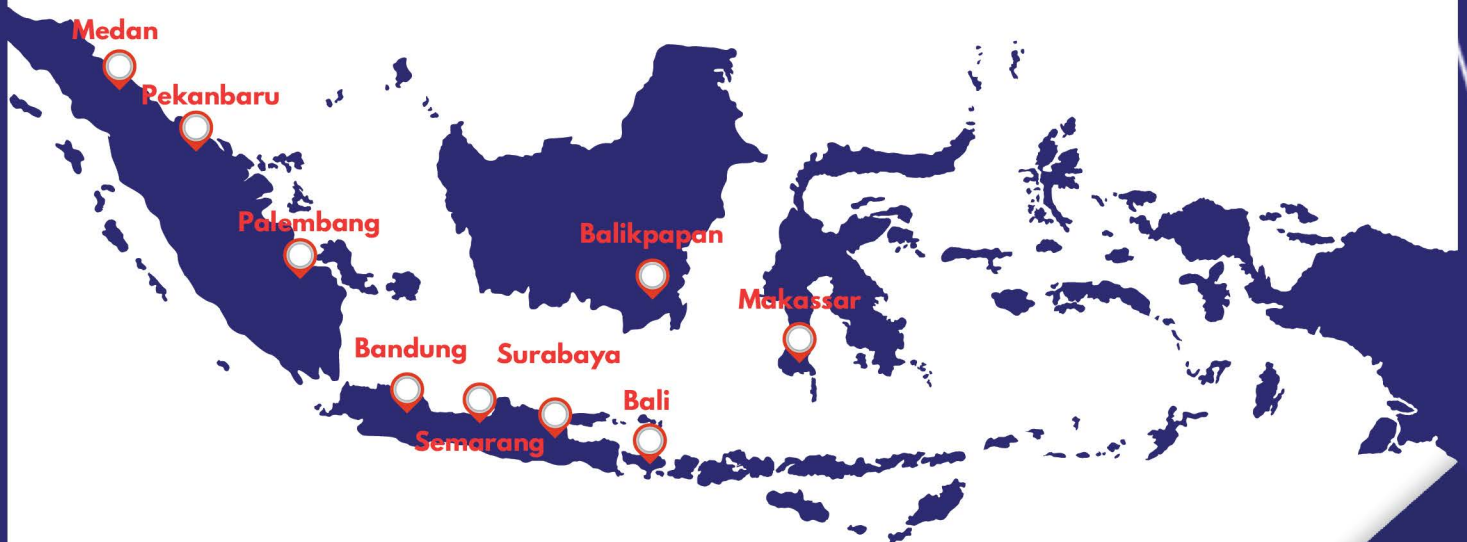 Medan
Pekanbaru
Palembang
Balikpapan
Makassar
Bandung
Surabaya
Bali
Semarang